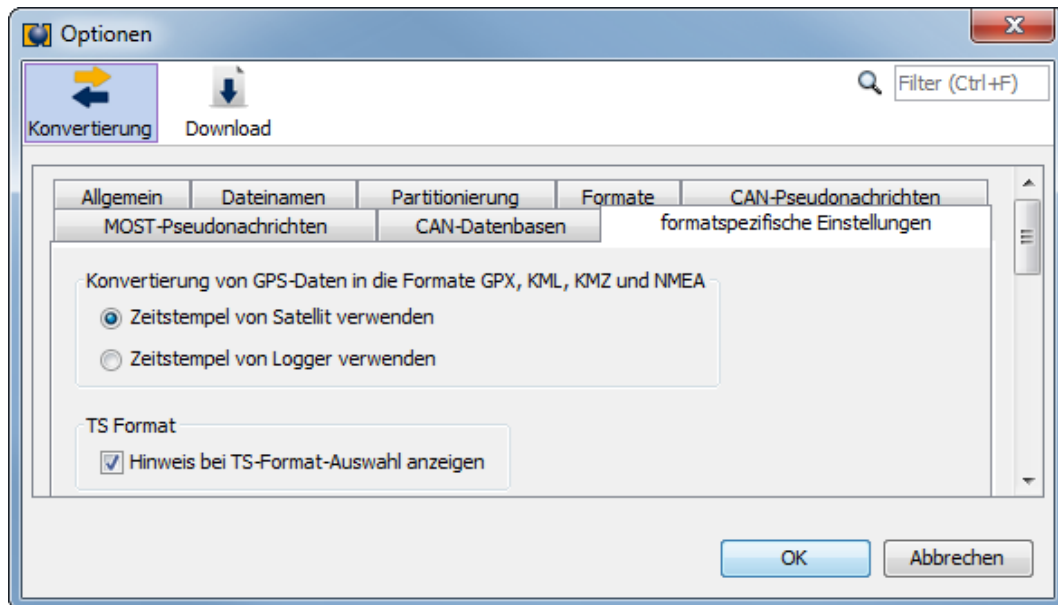 Optionen
Filter (Ctrl+F)
Konvertierung Download
Allgemein Dateinamen Partitionierung Formate CAN-Pseudonachrichten
MOST-Pseudonachrichten CAN-Datenbasen formatspezifische Einstellungen
Konvertierung von GPS-Daten in die Formate GPX, KML, KMZ und NMEA
Zeitstempel von Satellit verwenden
Zeitstempel von Logger verwenden
TS Format
Hinweis bei TS-Format-Auswahl anzeigen
OK Abbrechen